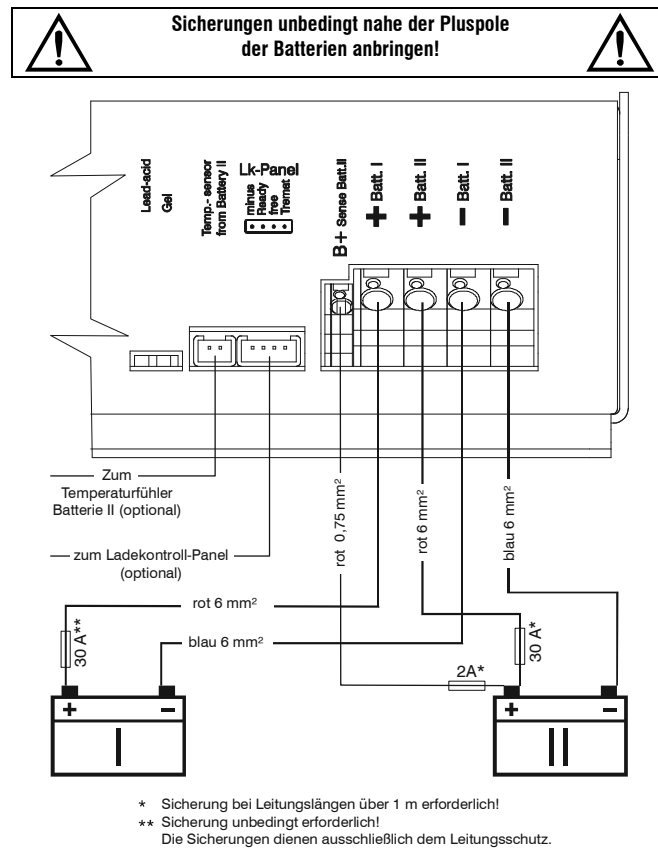 Sicherungen unbedingt nahe der Pluspole
der Batterien anbringen!
Lead-acid
Gel
Temp.- sensor
from Battery II
Lk-Panel
minus
Ready
free
Tremat
B+ Sense Batt.II
+ Batt. I
+ Batt. II
− Batt. I
− Batt. II
Zum
Temperaturfühler
Batterie II (optional)
zum Ladekontroll-Panel
(optional)
rot 0,75 mm²
rot 6 mm²
blau 6 mm²
rot 6 mm²
blau 6 mm²
30 A**
2A*
30 A*
+ −
I
+ −
II
* Sicherung bei Leitungslängen über 1 m erforderlich!
** Sicherung unbedingt erforderlich!
Die Sicherungen dienen ausschließlich dem Leitungsschutz.